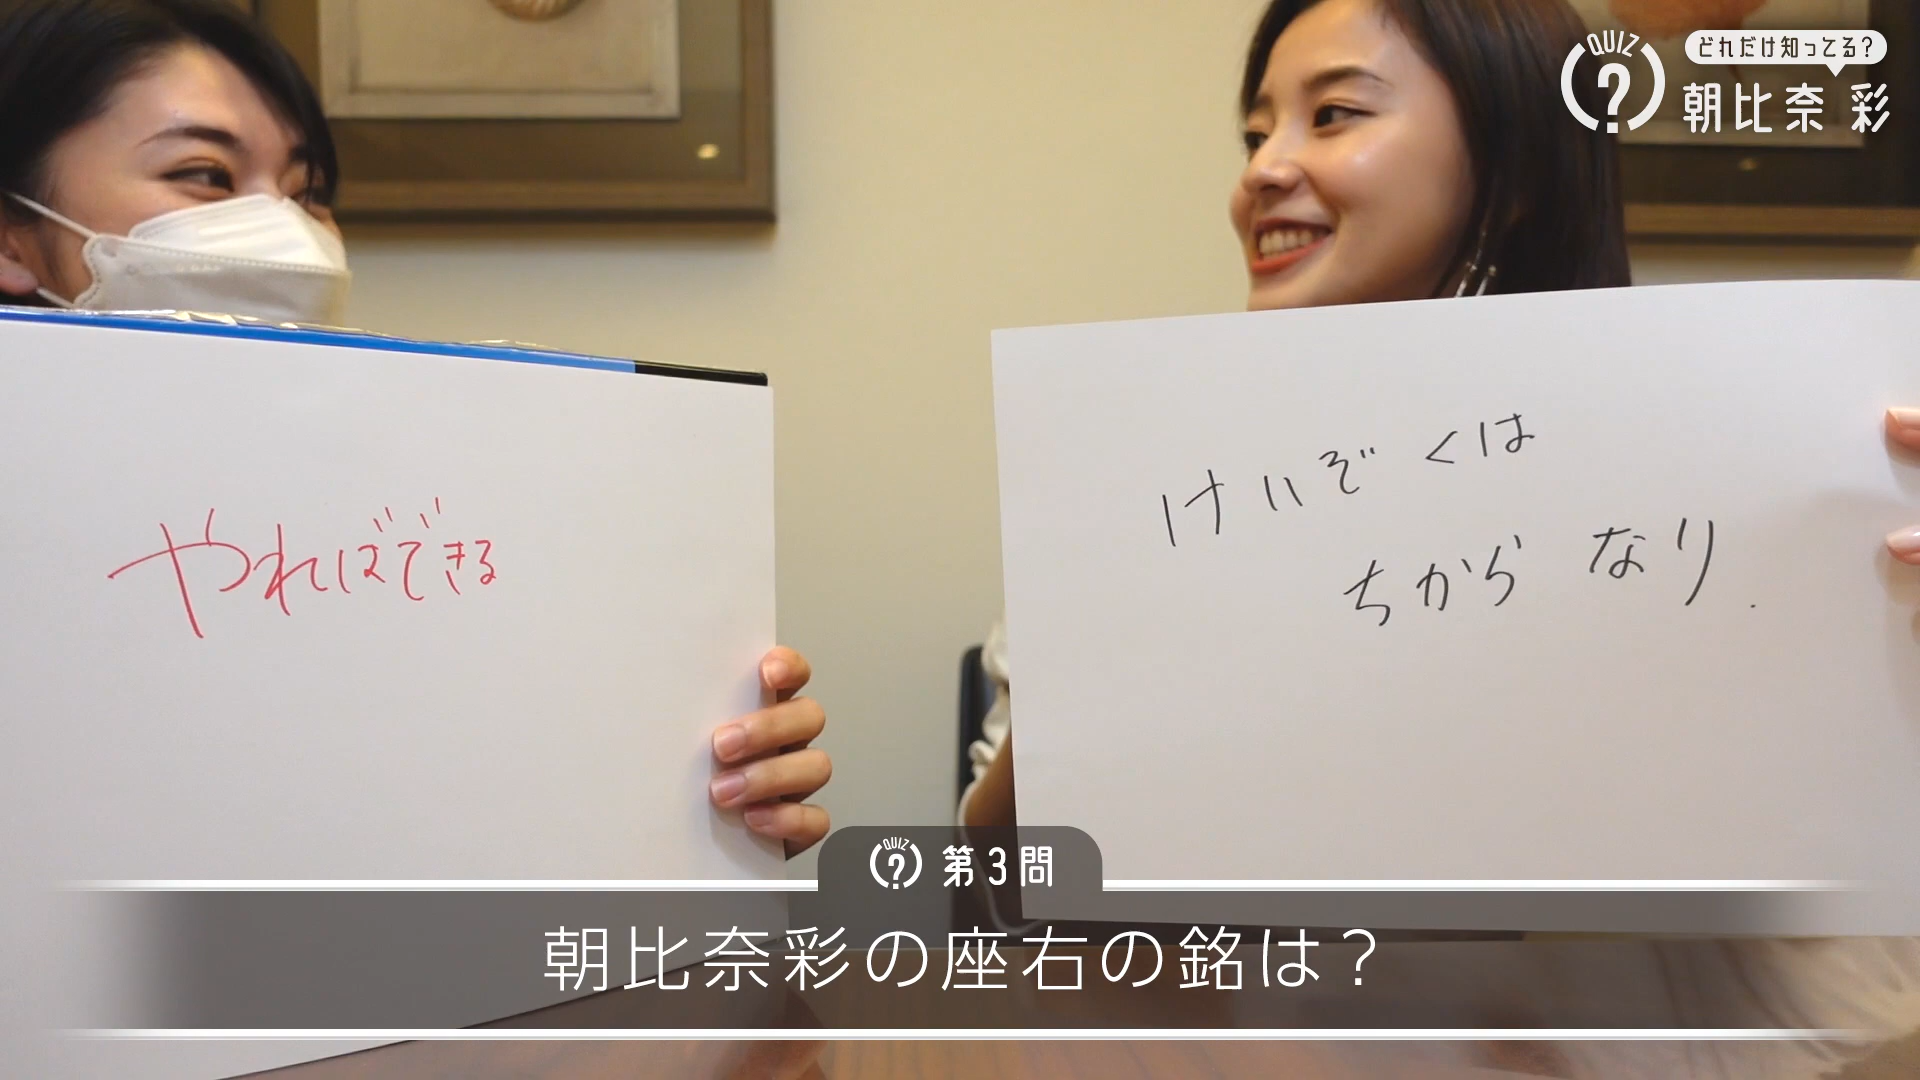 QUIZ
?
どれだけ知ってる？
朝比奈 彩
やればできる
けいぞくは
ちからなり.
QUIZ
?
第3問
朝比奈彩の座右の銘は？